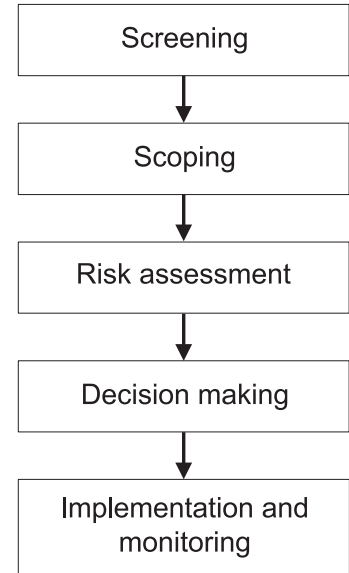 Screening
Scoping
Risk assessment
Decision making
Implementation and
monitoring